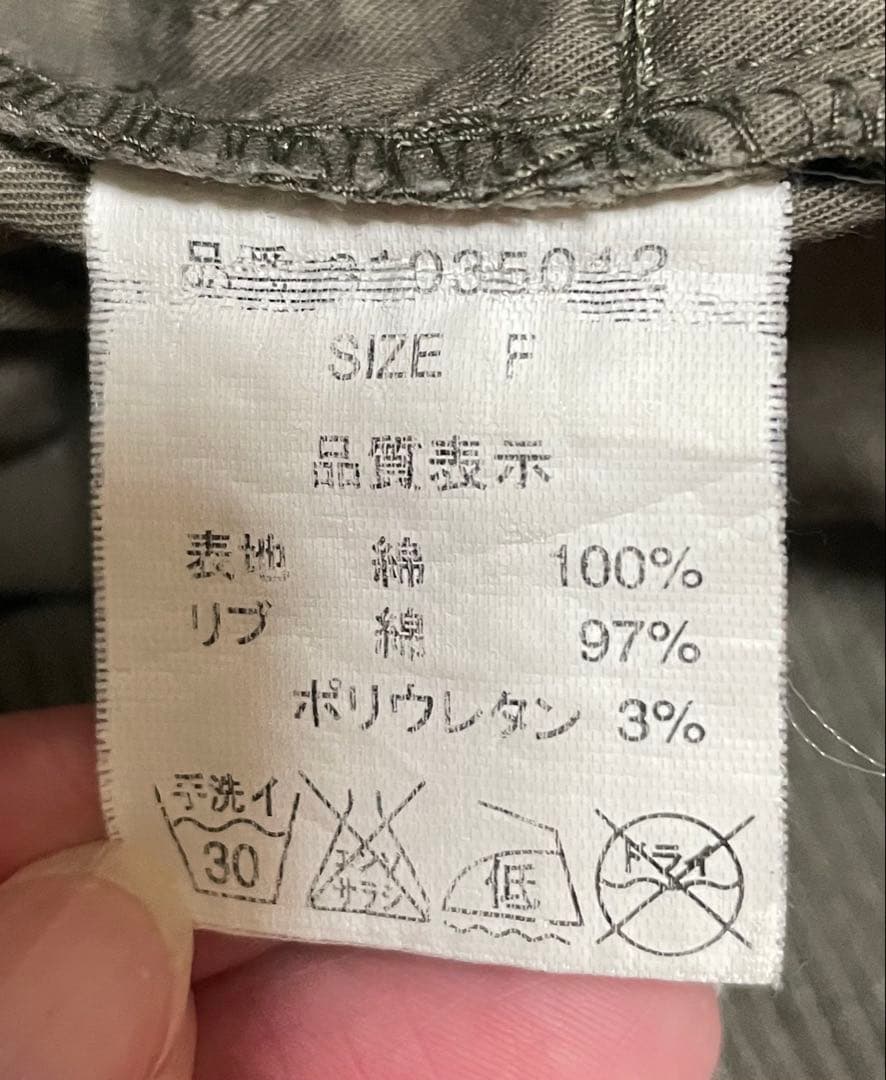 品番 31035012
SIZE F
品質表示
表地 綿 100%
リブ 綿 97%
ポリウレタン 3%
手洗イ 30
エンソ サラシ
低
ドライ